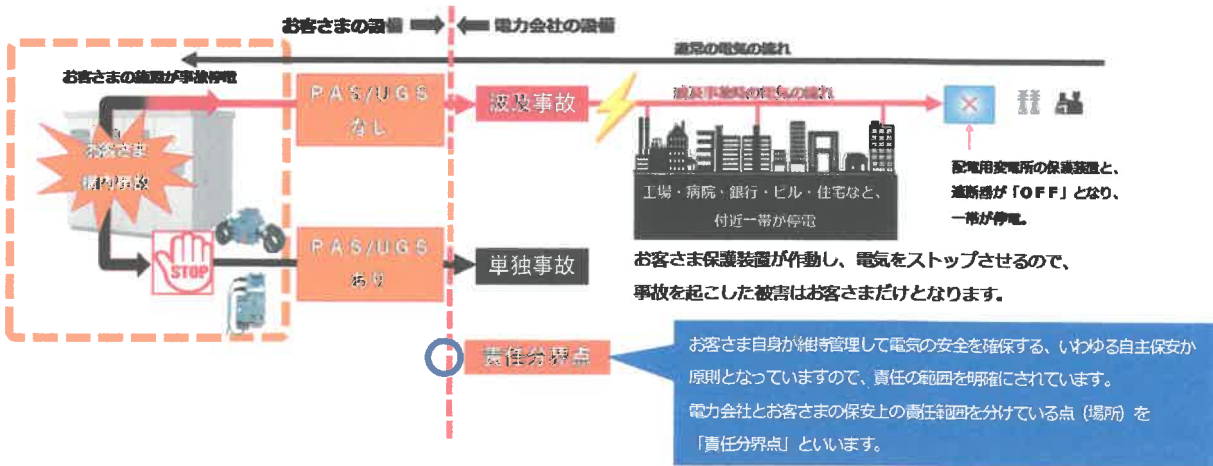 お客さまの設備
電力会社の設備
通常の電気の流れ
お客さまの施設が事故停電
PAS/UGS
なし
波及事故
波及事故時の電気の流れ
お客さま
構内事故
工場・病院・銀行・ビル・住宅など、
付近一帯が停電
配電用変電所の保護装置と、
遮断器が「OFF」となり、
一帯が停電。
STOP
PAS/UGS
あり
単独事故
お客さま保護装置が作動し、電気をストップさせるので、
事故を起こした被害はお客さまだけとなります。
責任分界点
お客さま自身が維持管理して電気の安全を確保する、いわゆる自主保安か
原則となっていますので、責任の範囲を明確にされています。
電力会社とお客さまの保安上の責任範囲を分けている点（場所）を
「責任分界点」といいます。